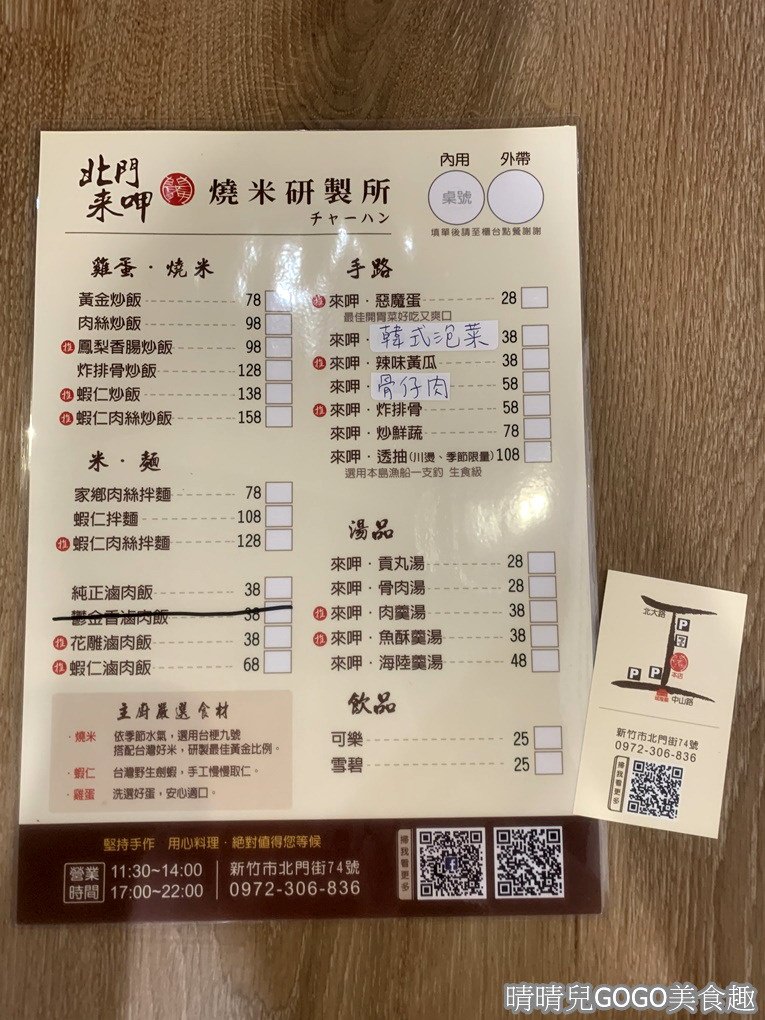 北門
來呷
燒米研製所
チャーハン
內用 外帶
桌號
填單後請至櫃台點餐謝謝
雞蛋·燒米
黃金炒飯 78
肉絲炒飯 98
推 鳳梨香腸炒飯 98
炸排骨炒飯 128
推 蝦仁炒飯 138
推 蝦仁肉絲炒飯 158
米·麵
家鄉肉絲拌麵 78
蝦仁拌麵 108
推 蝦仁肉絲拌麵 128
純正滷肉飯 38
鬱金香滷肉飯 38
推 花雕滷肉飯 38
推 蝦仁滷肉飯 68
手路
推 來呷·惡魔蛋 28
最佳開胃菜好吃又爽口
來呷· 韓式泡菜 38
推 來呷·辣味黃瓜 38
來呷· 骨仔肉 58
推 來呷·炸排骨 58
來呷·炒鮮蔬 78
來呷·透抽(川燙、季節限量) 108
選用本島漁船一支釣 生食級
湯品
來呷·貢丸湯 28
來呷·骨肉湯 28
推 來呷·肉羹湯 38
推 來呷·魚酥羹湯 38
來呷·海陸羹湯 48
飲品
可樂 25
雪碧 25
主廚嚴選食材
·燒米 依季節水氣，選用台梗九號
搭配台灣好米，研製最佳黃金比例。
·蝦仁 台灣野生劍蝦，手工慢慢取仁。
·雞蛋 洗選好蛋，安心適口。
堅持手作 用心料理·絕對值得您等候
營業時間 11:30~14:00
17:00~22:00
新竹市北門街74號
0972-306-836
掃我看更多
北大路
P
P
P
本店
中山路
新竹市北門街74號
0972-306-836
掃我看更多
晴晴兒GOGO美食趣